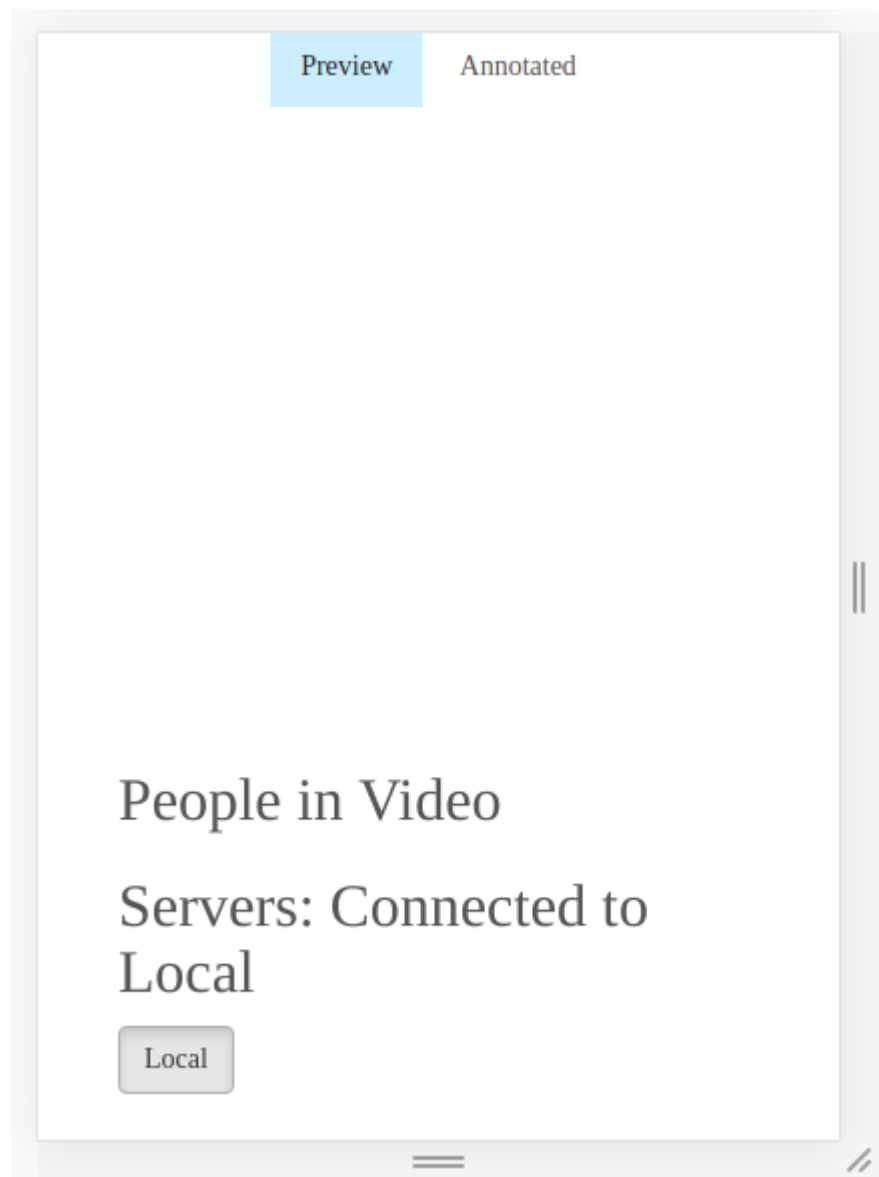 Preview Annotated
People in Video
Servers: Connected to
Local
Local